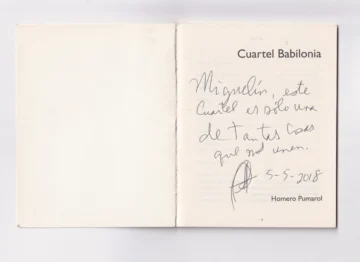 Cuartel Babilonia
Miguelín, este
Cuartel es sólo una
de tantas cosas
que nos unen.
5-5-2018
Homero Pumarol